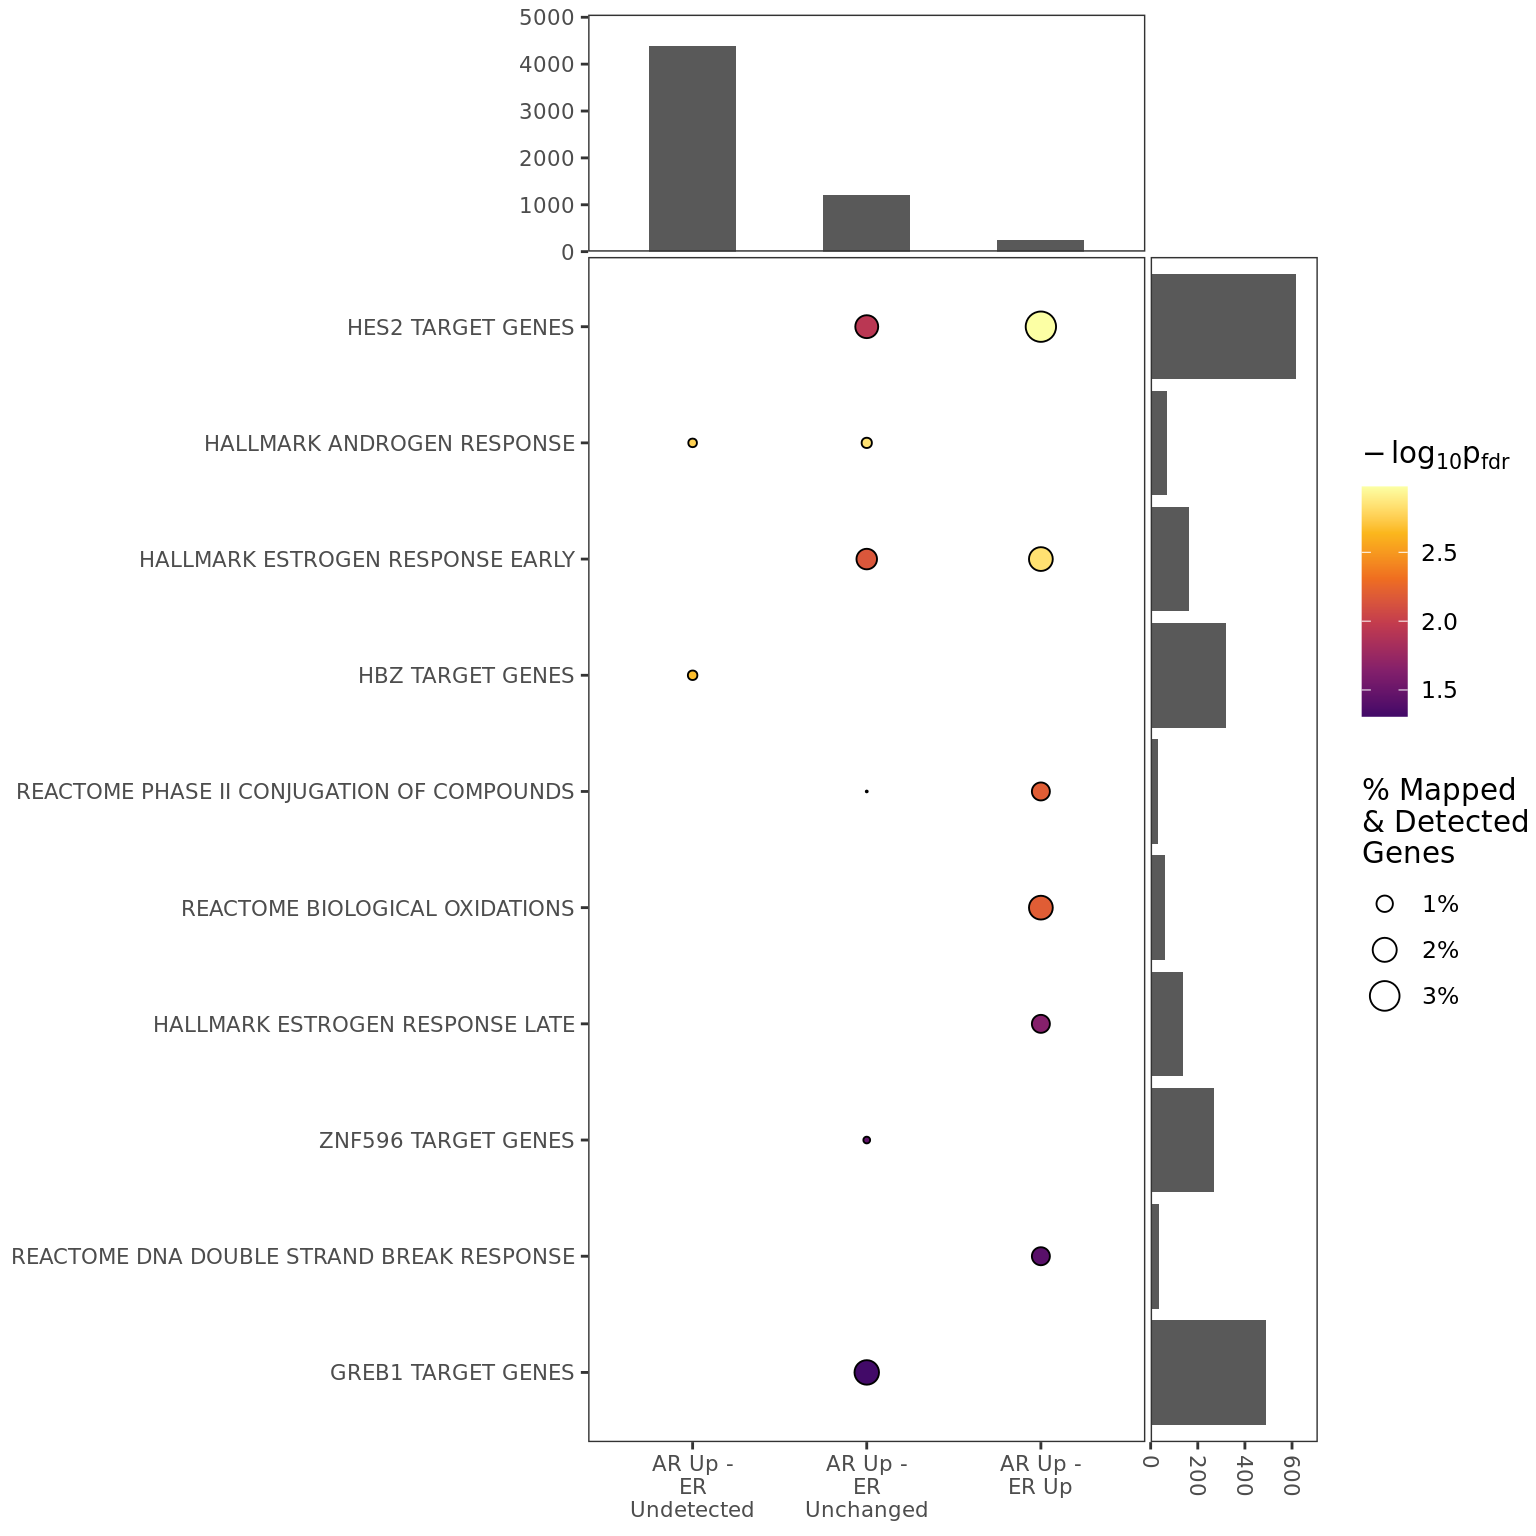 5000
4000
3000
2000
1000
0
HES2 TARGET GENES
HALLMARK ANDROGEN RESPONSE
HALLMARK ESTROGEN RESPONSE EARLY
HBZ TARGET GENES
REACTOME PHASE II CONJUGATION OF COMPOUNDS
REACTOME BIOLOGICAL OXIDATIONS
HALLMARK ESTROGEN RESPONSE LATE
ZNF596 TARGET GENES
REACTOME DNA DOUBLE STRAND BREAK RESPONSE
GREB1 TARGET GENES
AR Up -
ER
Undetected
AR Up -
ER
Unchanged
AR Up -
ER Up
0
200
400
600
− log10pfdr
2.5
2.0
1.5
% Mapped
& Detected
Genes
1%
2%
3%